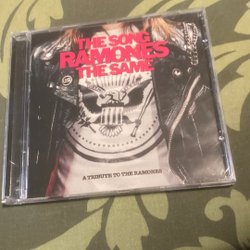 THE SONG
RAMONES
THE SAME
A TRIBUTE TO THE RAMONES